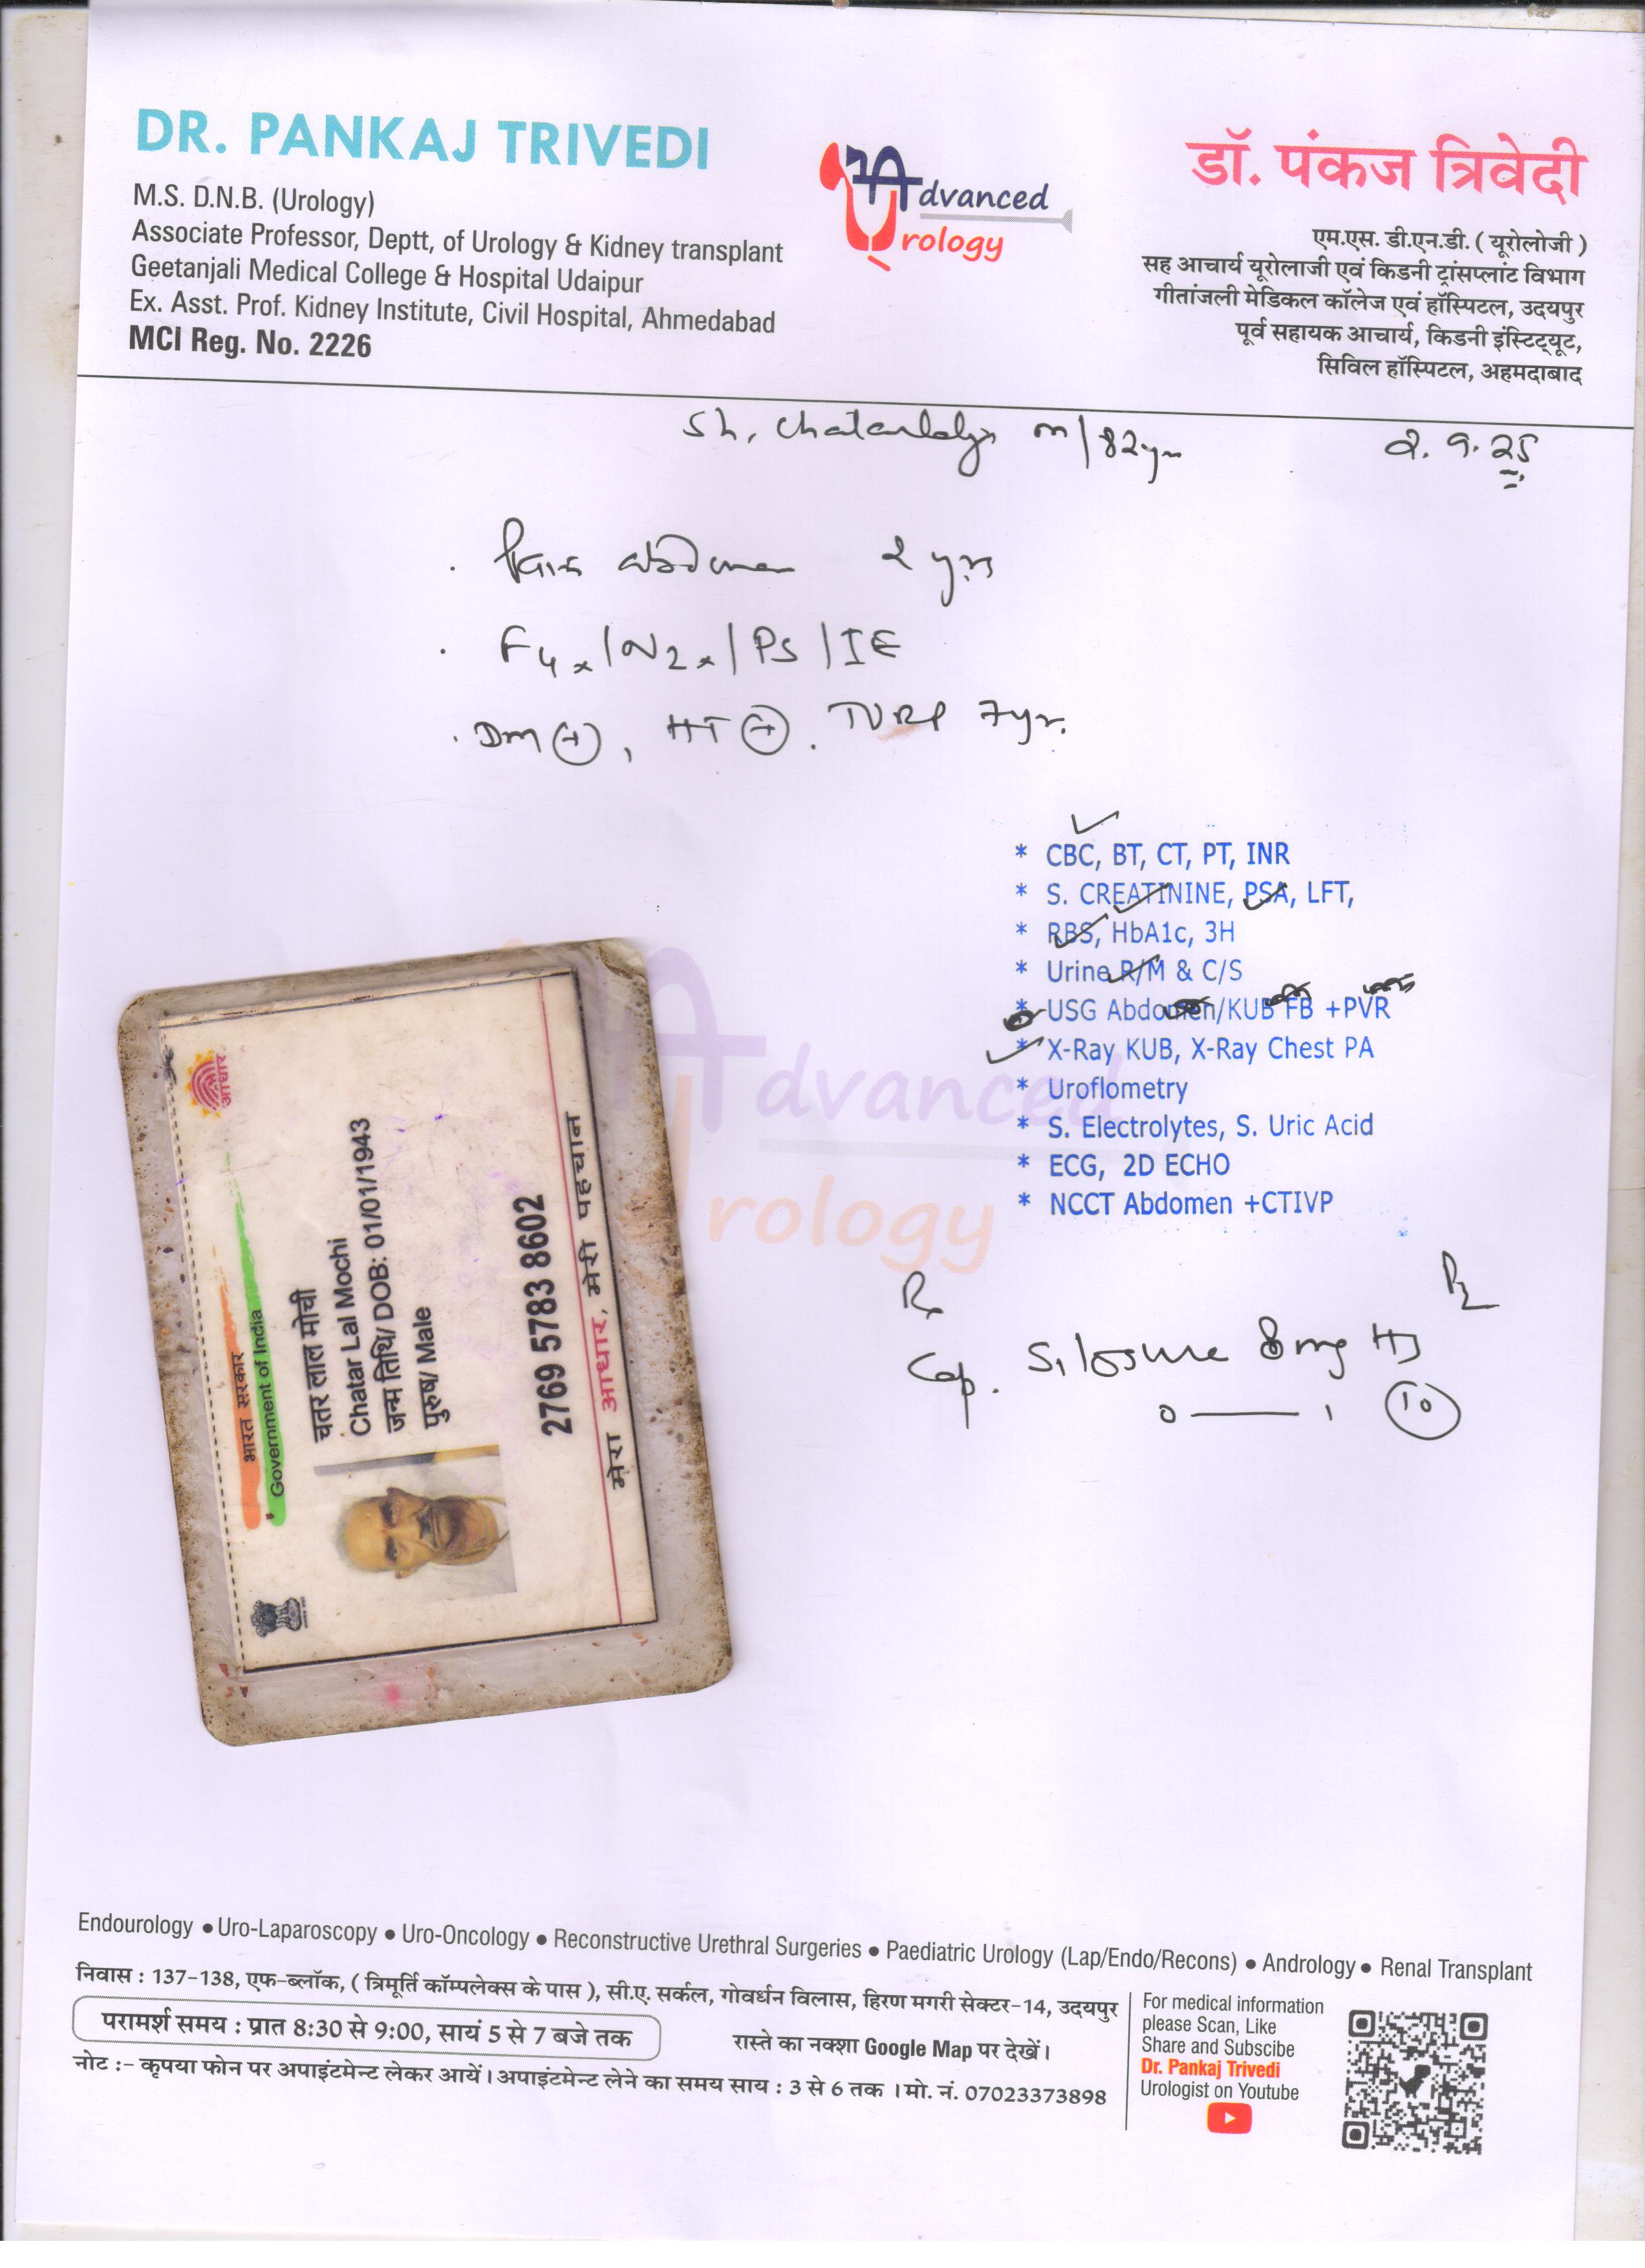 DR. PANKAJ TRIVEDI
M.S. D.N.B. (Urology)
Associate Professor, Deptt, of Urology & Kidney transplant
Geetanjali Medical College & Hospital Udaipur
Ex. Asst. Prof. Kidney Institute, Civil Hospital, Ahmedabad
MCI Reg. No. 2226
Advanced
Urology
डॉ. पंकज त्रिवेदी
एम.एस. डी.एन.डी. ( यूरोलोजी )
सह आचार्य यूरोलाजी एवं किडनी ट्रांसप्लांट विभाग
गीतांजली मेडिकल कॉलेज एवं हॉस्पिटल, उदयपुर
पूर्व सहायक आचार्य, किडनी इंस्टिट्यूट,
सिविल हॉस्पिटल, अहमदाबाद
Sh. Chatarlalji m/82yrs 2.9.25
2 yrs
F4x/N2x/PS/IE
DM(+), HT(+). TURP 7yr.
* CBC, BT, CT, PT, INR
* S. CREATININE, PSA, LFT,
* RBS, HbA1c, 3H
* Urine R/M & C/S
* USG Abdomen/KUB FB +PVR
* X-Ray KUB, X-Ray Chest PA
* Uroflometry
* S. Electrolytes, S. Uric Acid
* ECG, 2D ECHO
* NCCT Abdomen +CTIVP
Rx
Cap. Silosure 8mg HS
0 — 1 (10)
भारत सरकार
Government of India
चतर लाल मोची
Chatar Lal Mochi
जन्म तिथि/ DOB: 01/01/1943
पुरुष/ Male
2769 5783 8602
मेरा आधार, मेरी पहचान
आधार
Advanced
Urology
Endourology ● Uro-Laparoscopy ● Uro-Oncology ● Reconstructive Urethral Surgeries ● Paediatric Urology (Lap/Endo/Recons) ● Andrology ● Renal Transplant
निवास : 137-138, एफ-ब्लॉक, ( त्रिमूर्ति कॉम्पलेक्स के पास ), सी.ए. सर्कल, गोवर्धन विलास, हिरण मगरी सेक्टर-14, उदयपुर
परामर्श समय : प्रात 8:30 से 9:00, सायं 5 से 7 बजे तक
रास्ते का नक्शा Google Map पर देखें।
नोट :- कृपया फोन पर अपाइंटमेन्ट लेकर आयें। अपाइंटमेन्ट लेने का समय साय : 3 से 6 तक । मो. नं. 07023373898
For medical information
please Scan, Like
Share and Subscibe
Dr. Pankaj Trivedi
Urologist on Youtube